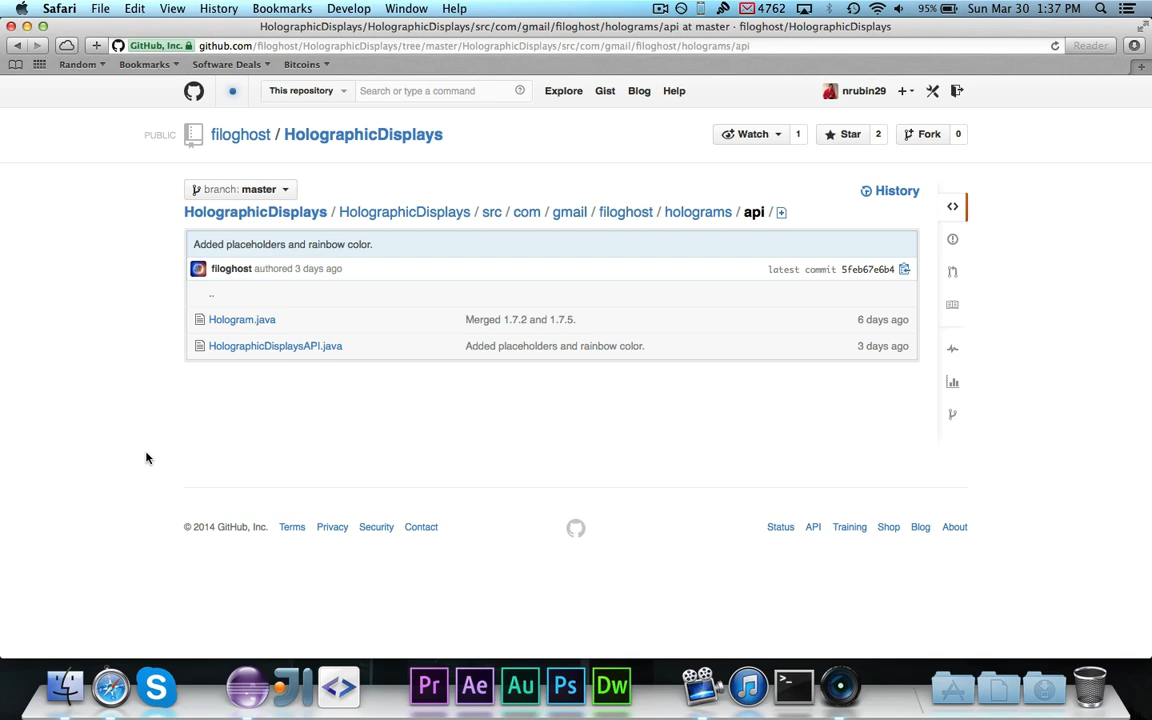 Safari File Edit View History Bookmarks Develop Window Help 4762 95% Sun Mar 30 1:37 PM
HolographicDisplays/HolographicDisplays/src/com/gmail/filoghost/holograms/api at master · filoghost/HolographicDisplays
GitHub, Inc. github.com/filoghost/HolographicDisplays/tree/master/HolographicDisplays/src/com/gmail/filoghost/holograms/api Reader
Random Bookmarks Software Deals Bitcoins
This repository Search or type a command Explore Gist Blog Help nrubin29
PUBLIC filoghost / HolographicDisplays Watch 1 Star 2 Fork 0
branch: master History
HolographicDisplays / HolographicDisplays / src / com / gmail / filoghost / holograms / api /
Added placeholders and rainbow color.
filoghost authored 3 days ago latest commit 5feb67e6b4
..
Hologram.java Merged 1.7.2 and 1.7.5. 6 days ago
HolographicDisplaysAPI.java Added placeholders and rainbow color. 3 days ago
© 2014 GitHub, Inc. Terms Privacy Security Contact Status API Training Shop Blog About
S Pr Ae Au Ps Dw >_